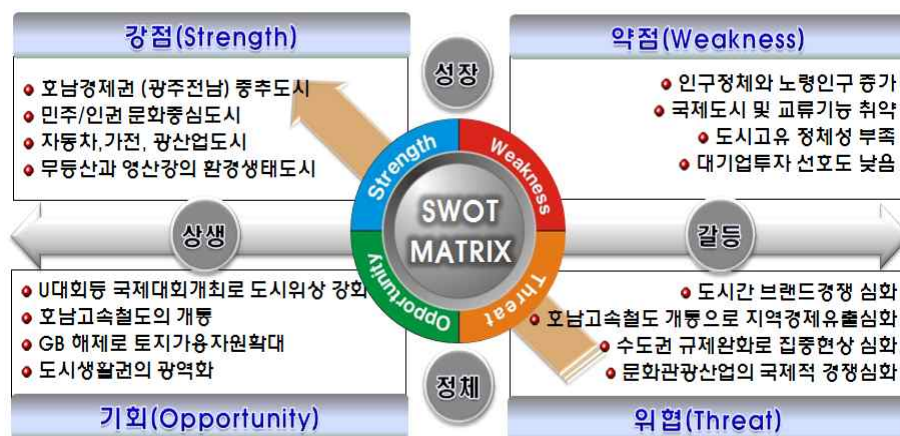 강점(Strength)
호남경제권 (광주전남) 중추도시
민주/인권 문화중심도시
자동차,가전, 광산업도시
무등산과 영산강의 환경생태도시
성장
약점(Weakness)
인구정체와 노령인구 증가
국제도시 및 교류기능 취약
도시고유 정체성 부족
대기업투자 선호도 낮음
상생
Strength
Weakness
SWOT
MATRIX
Opportunity
Threat
갈등
U대회등 국제대회개최로 도시위상 강화
호남고속철도의 개통
GB 해제로 토지가용자원확대
도시생활권의 광역화
기회(Opportunity)
정체
도시간 브랜드경쟁 심화
호남고속철도 개통으로 지역경제유출심화
수도권 규제완화로 집중현상 심화
문화관광산업의 국제적 경쟁심화
위협(Threat)